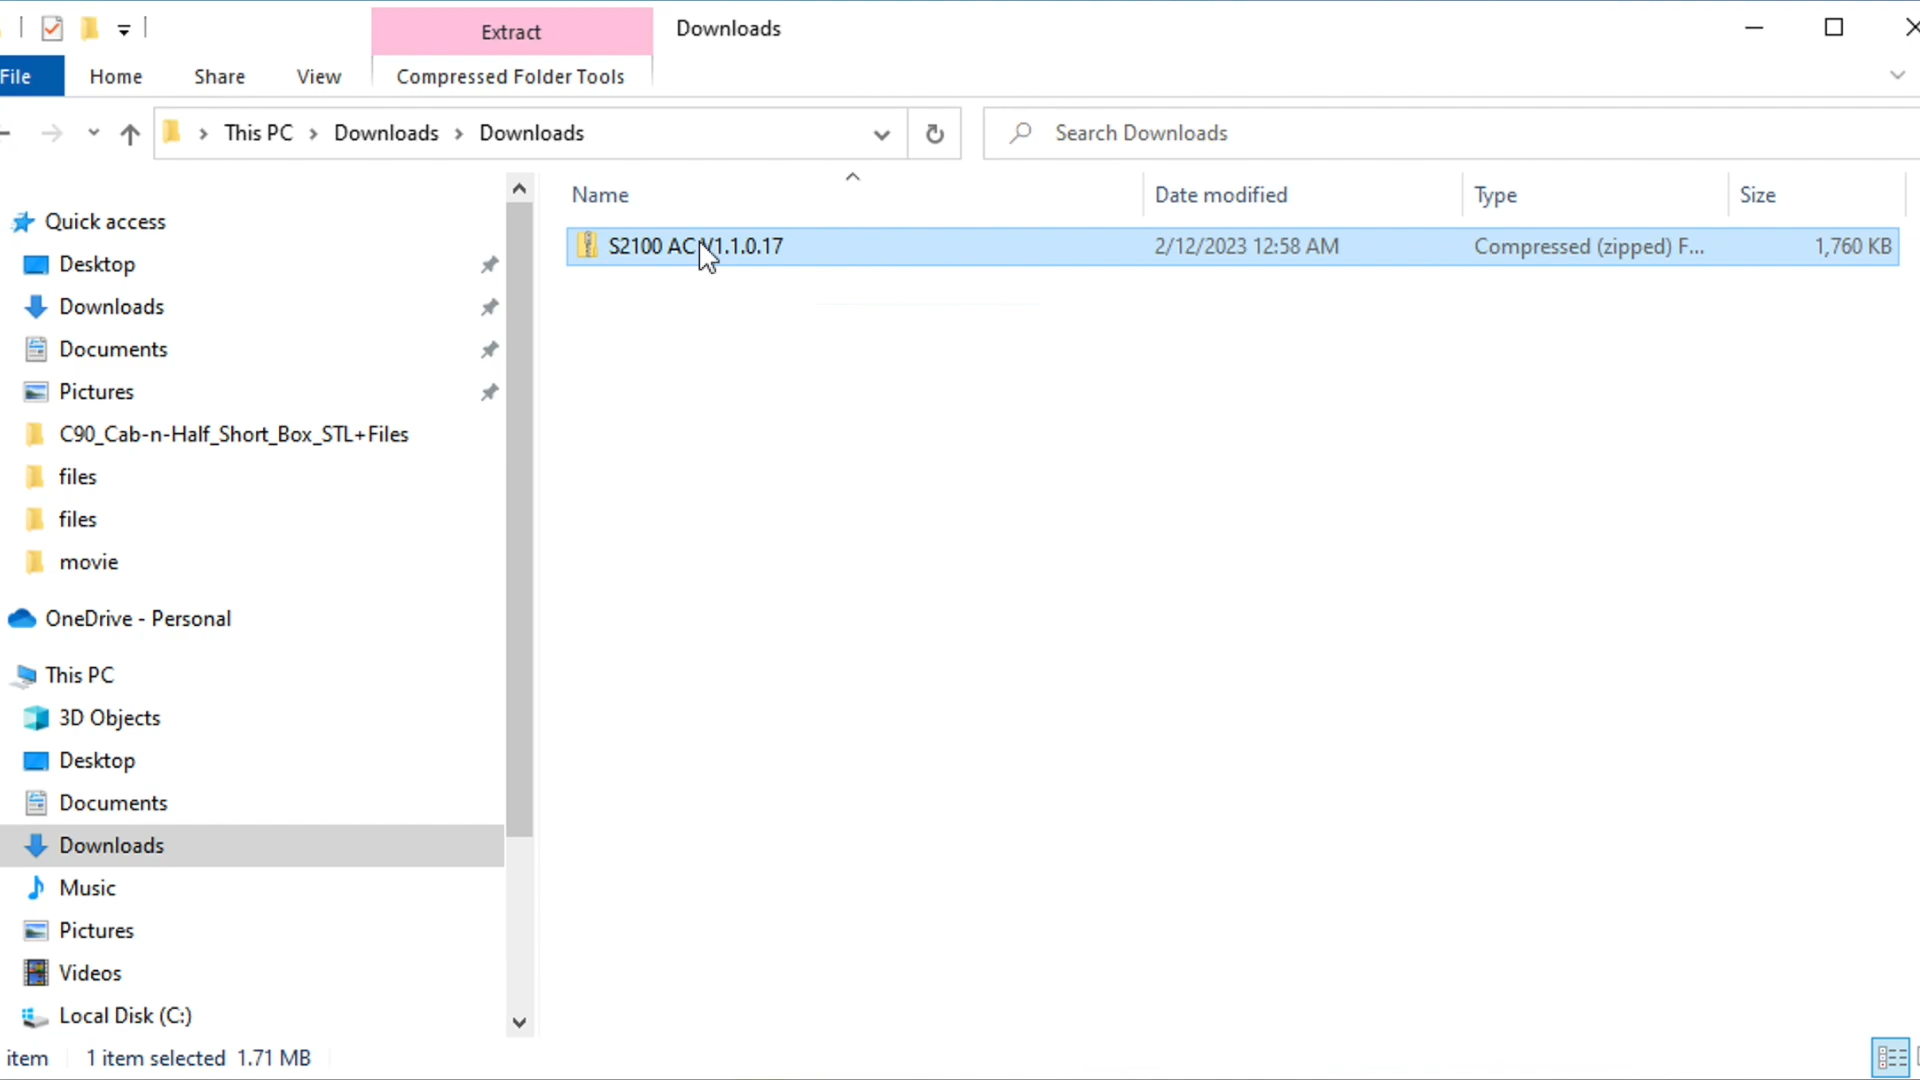 Extract
Downloads
File
Home
Share
View
Compressed Folder Tools
This PC
Downloads
Downloads
Search Downloads
Name
Date modified
Type
Size
S2100 AC V1.1.0.17
2/12/2023 12:58 AM
Compressed (zipped) F...
1,760 KB
Quick access
Desktop
Downloads
Documents
Pictures
C90_Cab-n-Half_Short_Box_STL+Files
files
files
movie
OneDrive - Personal
This PC
3D Objects
Desktop
Documents
Downloads
Music
Pictures
Videos
Local Disk (C:)
item
1 item selected
1.71 MB